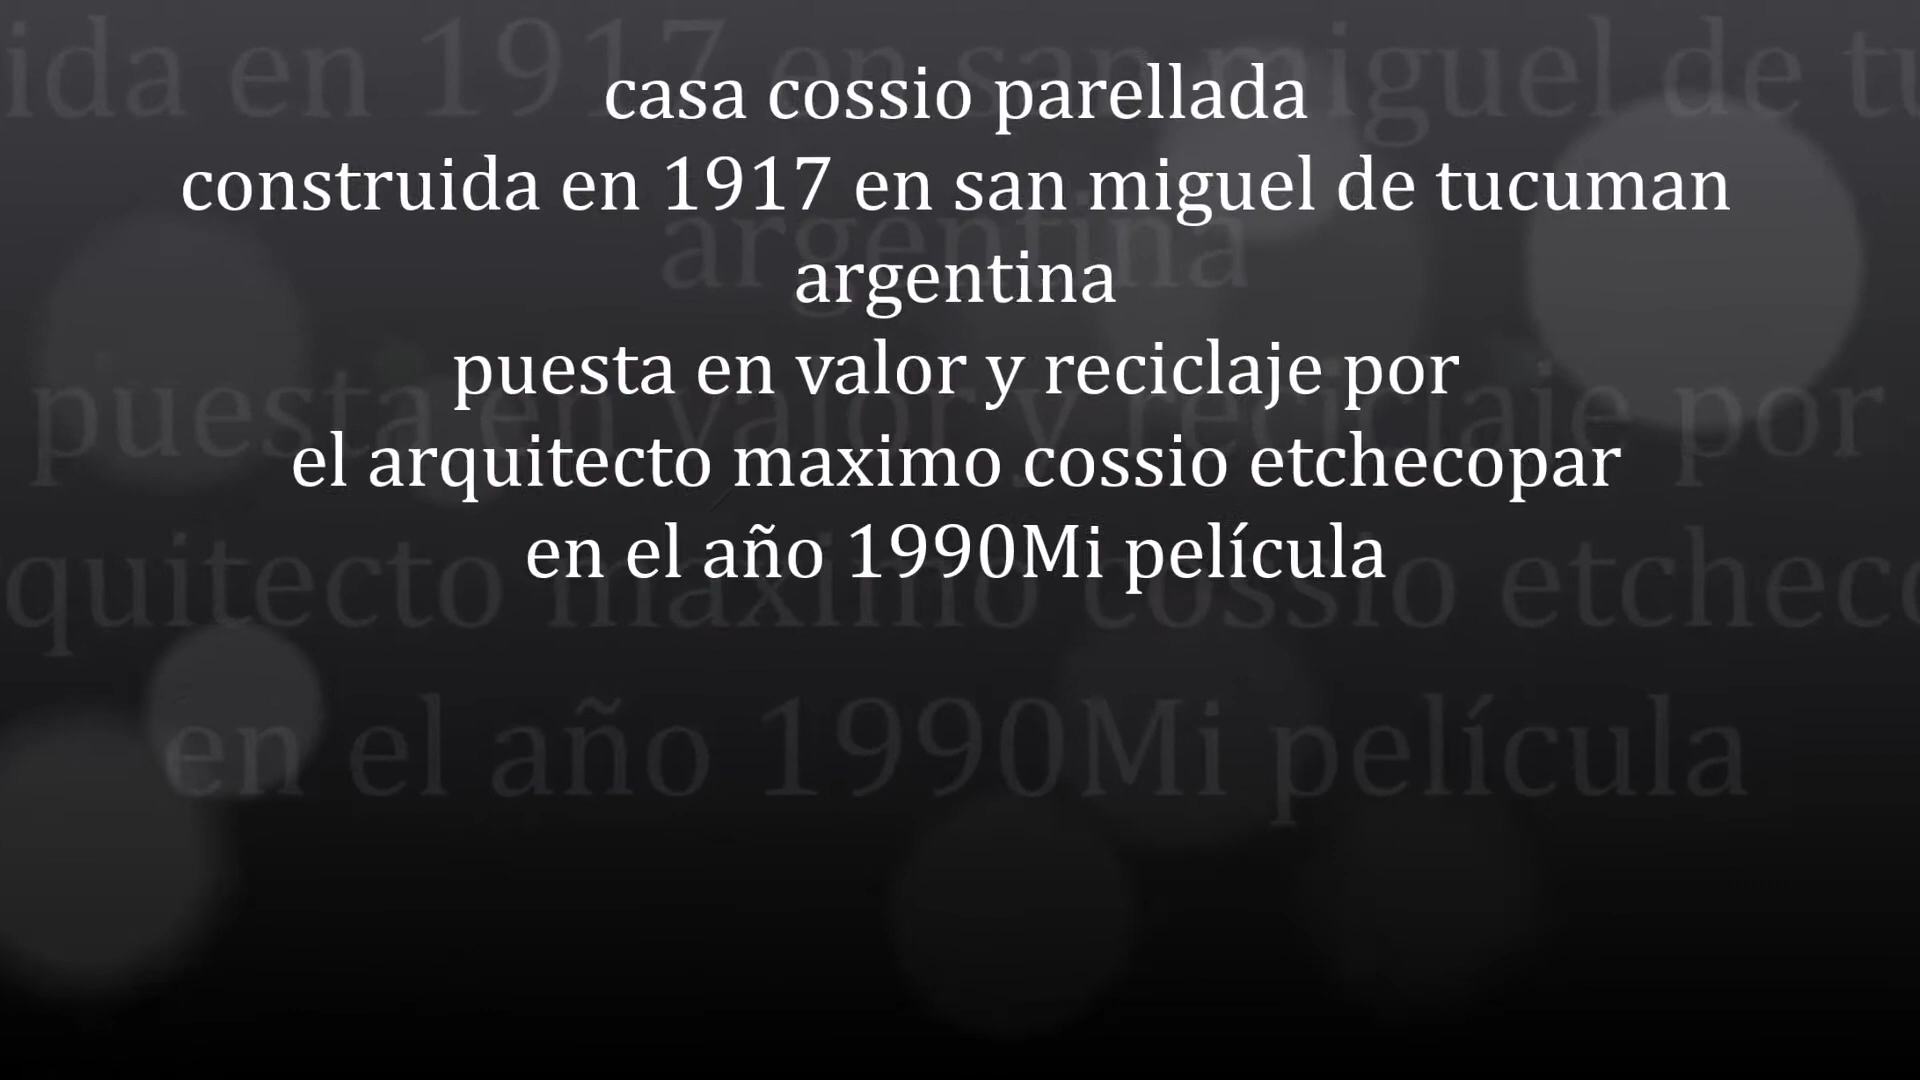 casa cossio parellada
construida en 1917 en san miguel de tucuman
argentina
puesta en valor y reciclaje por
el arquitecto maximo cossio etchecopar
en el año 1990Mi película